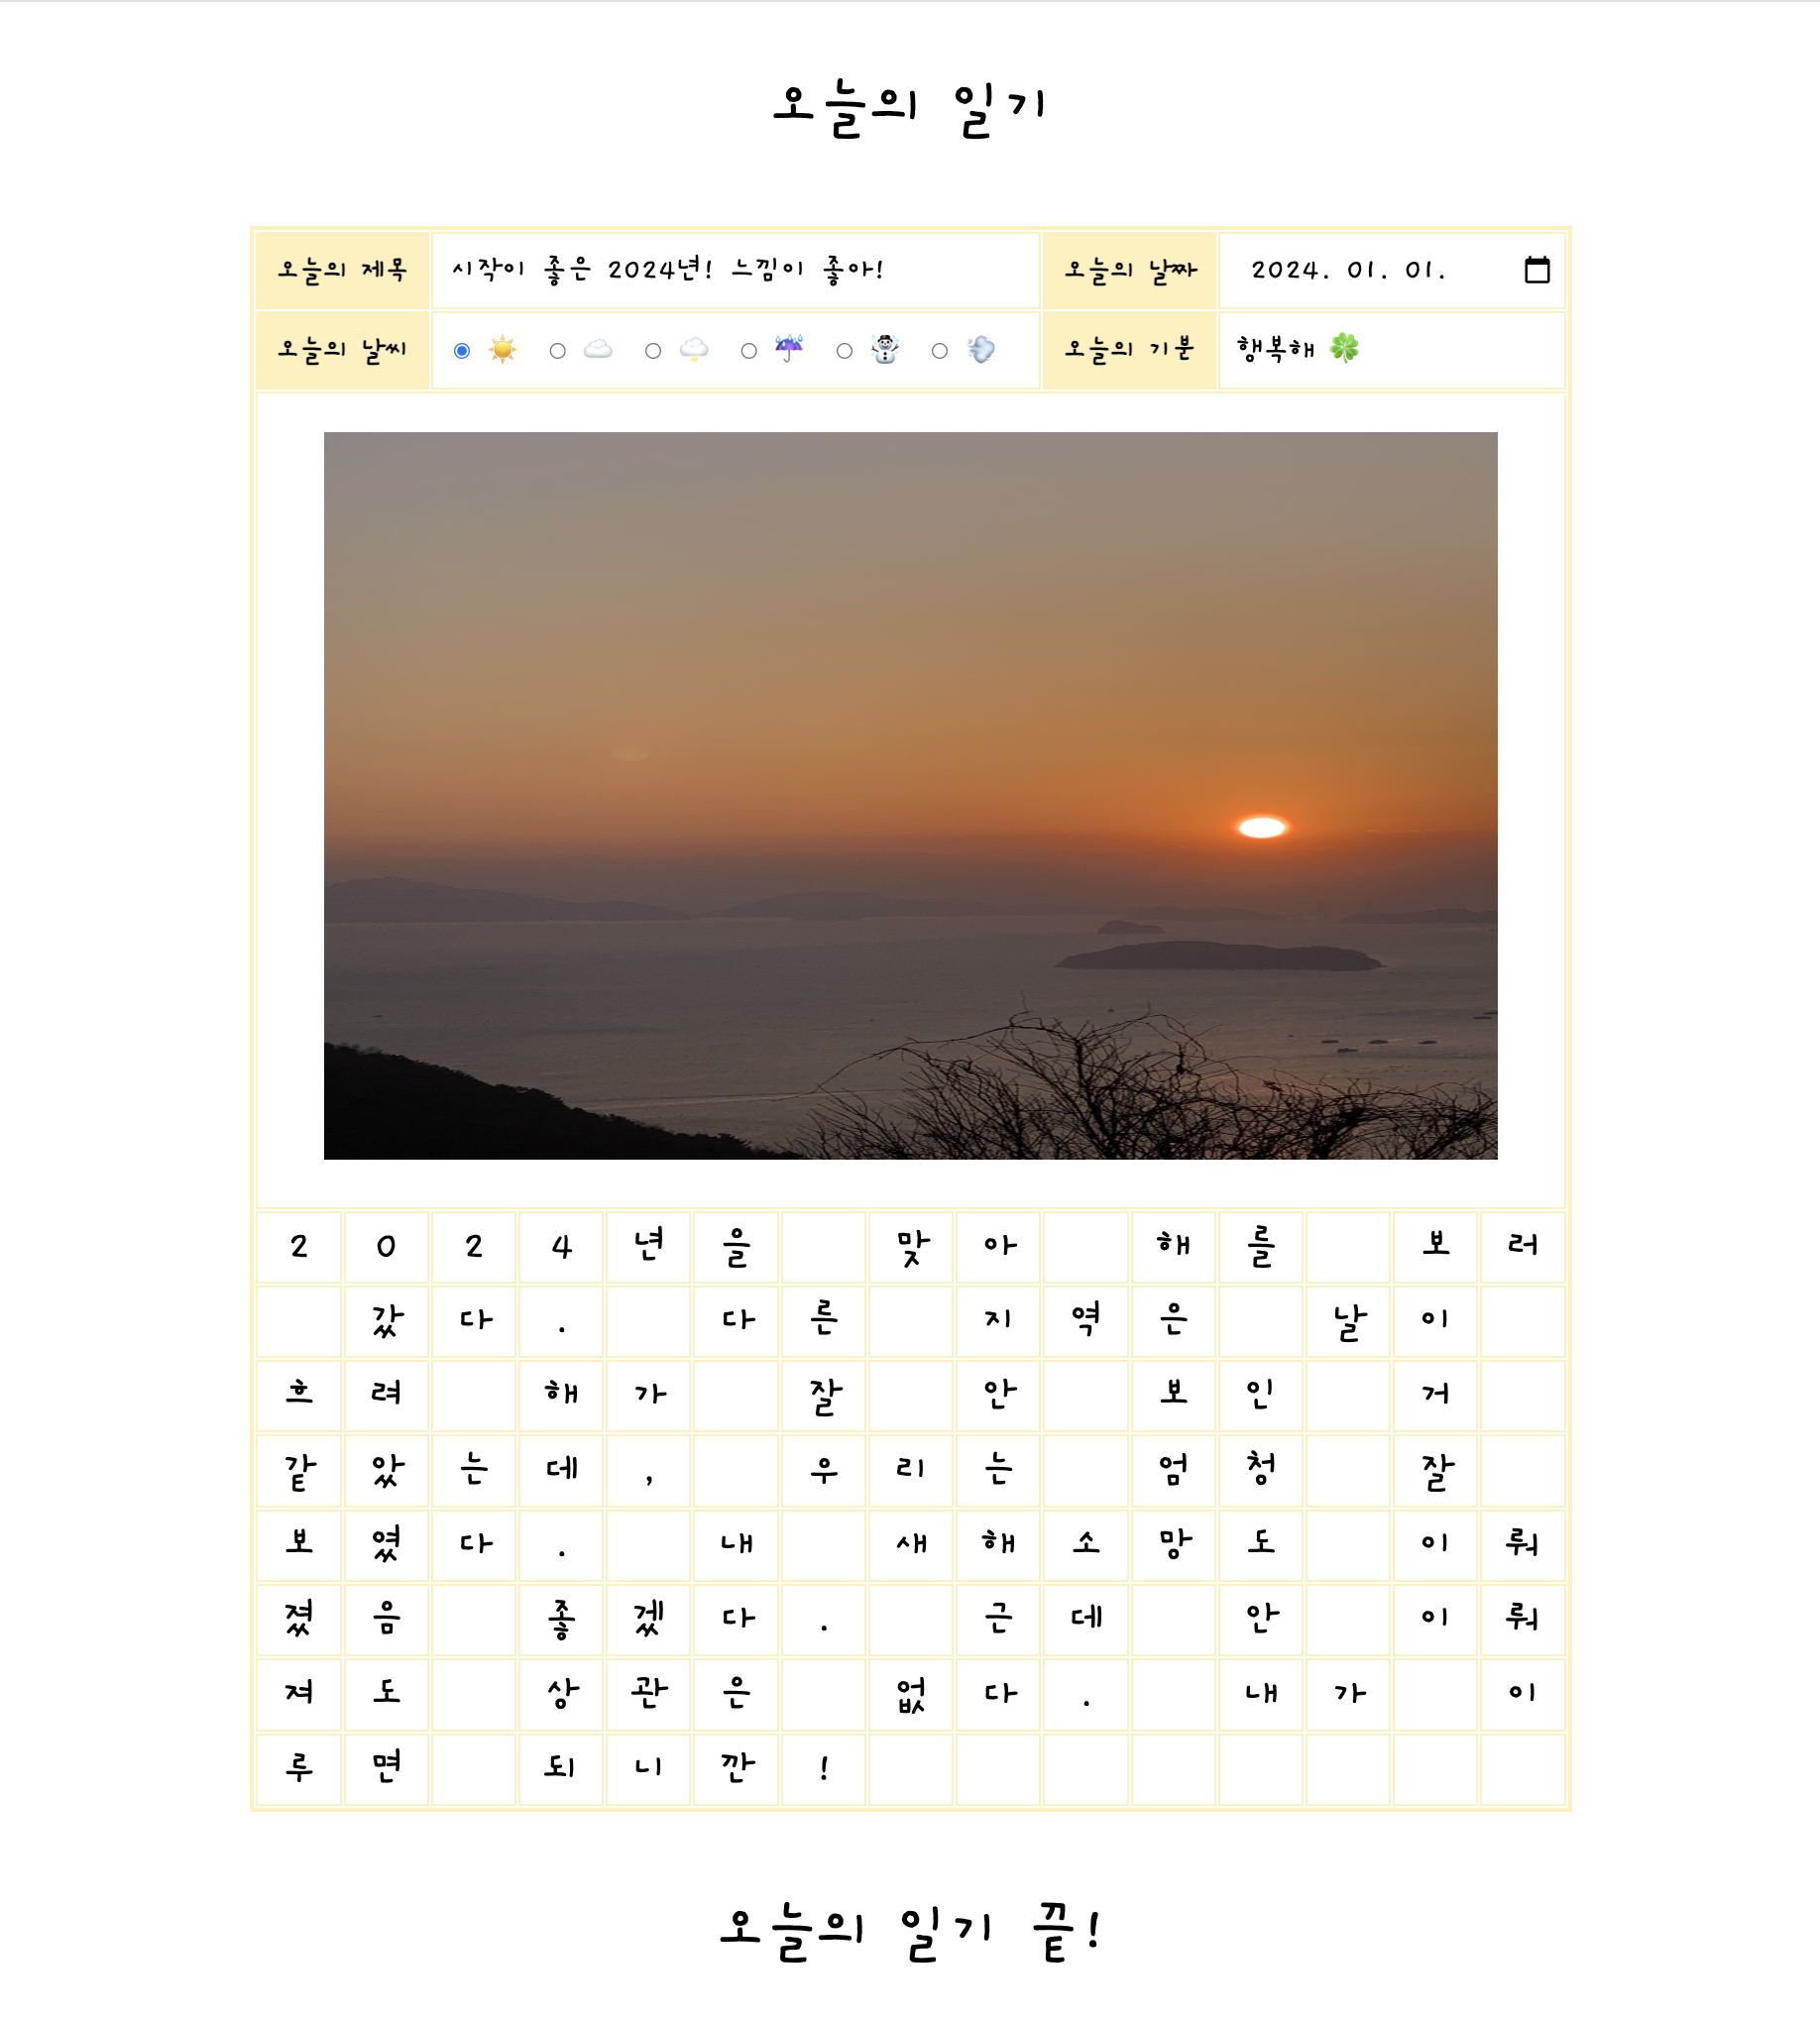 오늘의 일기
오늘의 제목 시작이 좋은 2024년! 느낌이 좋아! 오늘의 날짜 2024. 01. 01.
오늘의 날씨 ☀️ ☁️ 🌩️ ☔ ☃️ 💨 오늘의 기분 행복해 🍀
2024년을 맞아 해를 보러
갔다. 다른 지역은 날이
흐려 해가 잘 안 보인 거
같았는데, 우리는 엄청 잘
보였다. 내 새해소망도 이뤄
졌음 좋겠다. 근데 안 이뤄
져도 상관은 없다. 내가 이
루면 되니깐!
오늘의 일기 끝!